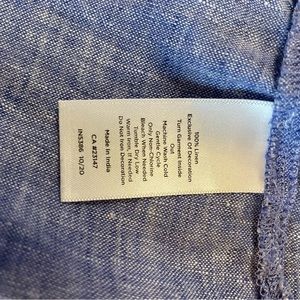 100% Linen
Exclusive Of Decoration
Turn Garment Inside
Out
Machine Wash Cold
Gentle Cycle
Only Non-Chlorine
Bleach When Needed
Tumble Dry Low
Warm Iron, If Needed
Do Not Iron Decoration
Made in India
CA #23147
INS386 10/20